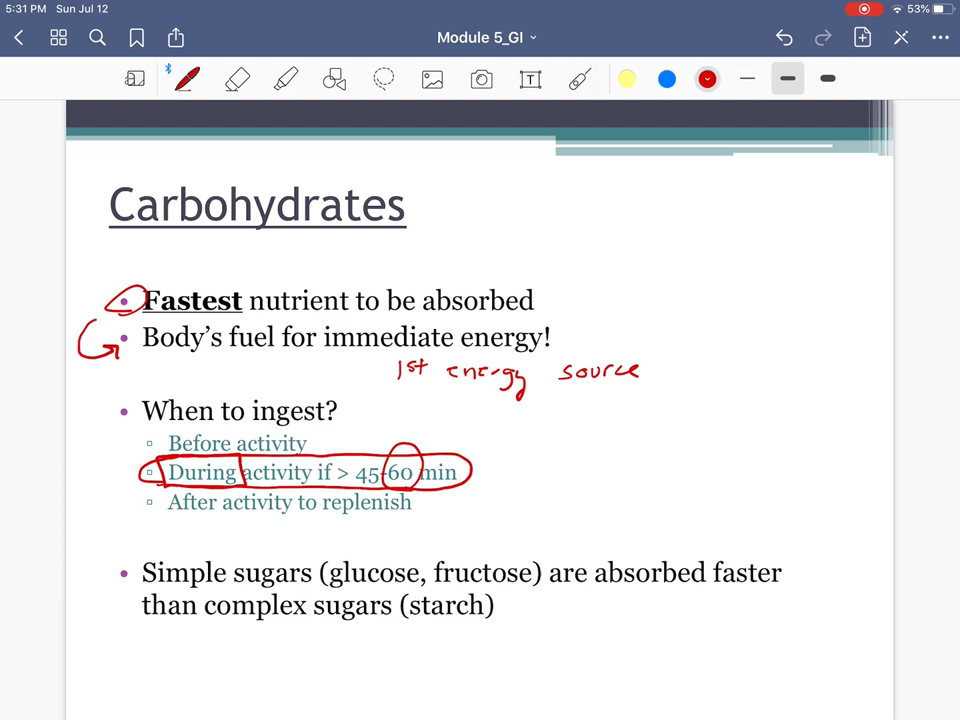 5:31 PM Sun Jul 12 53%
Module 5_GI
Carbohydrates
• Fastest nutrient to be absorbed
• Body's fuel for immediate energy!
1st energy source
• When to ingest?
▫ Before activity
▫ During activity if > 45-60 min
▫ After activity to replenish
• Simple sugars (glucose, fructose) are absorbed faster
than complex sugars (starch)